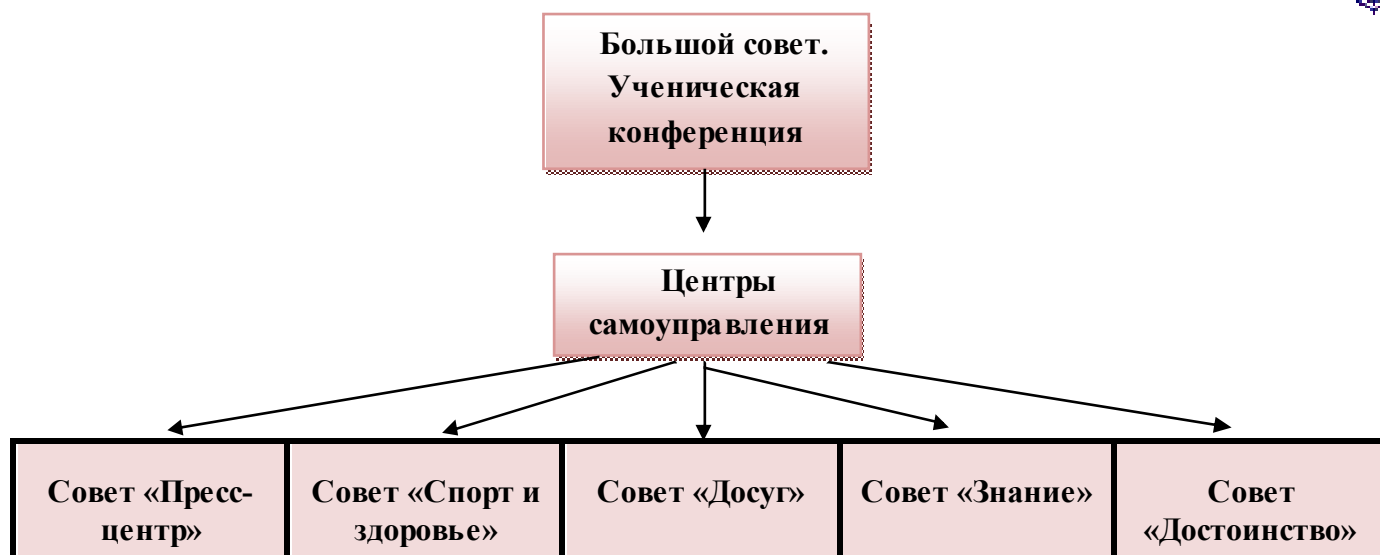 Большой совет.
Ученическая
конференция
Центры
самоуправления
Совет «Пресс-
центр»
Совет «Спорт и
здоровье»
Совет «Досуг»
Совет «Знание»
Совет
«Достоинство»